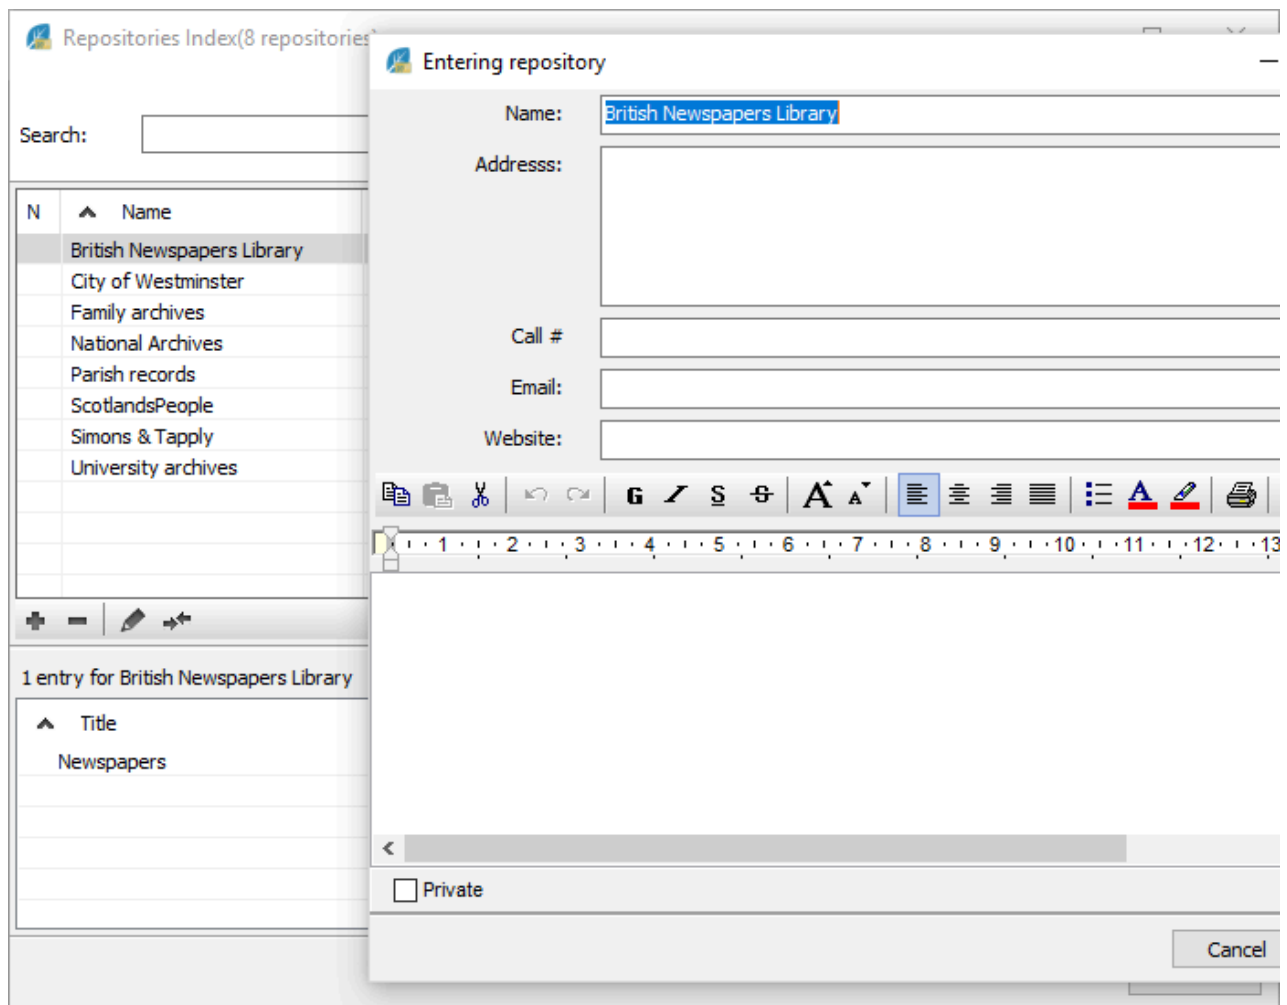 Repositories Index(8 repositories)
Search:
N Name
British Newspapers Library
City of Westminster
Family archives
National Archives
Parish records
ScotlandsPeople
Simons & Tapply
University archives
1 entry for British Newspapers Library
Title
Newspapers
Entering repository
Name: British Newspapers Library
Addresss:
Call #
Email:
Website:
G I S S A A A
1 2 3 4 5 6 7 8 9 10 11 12 13
Private
Cancel